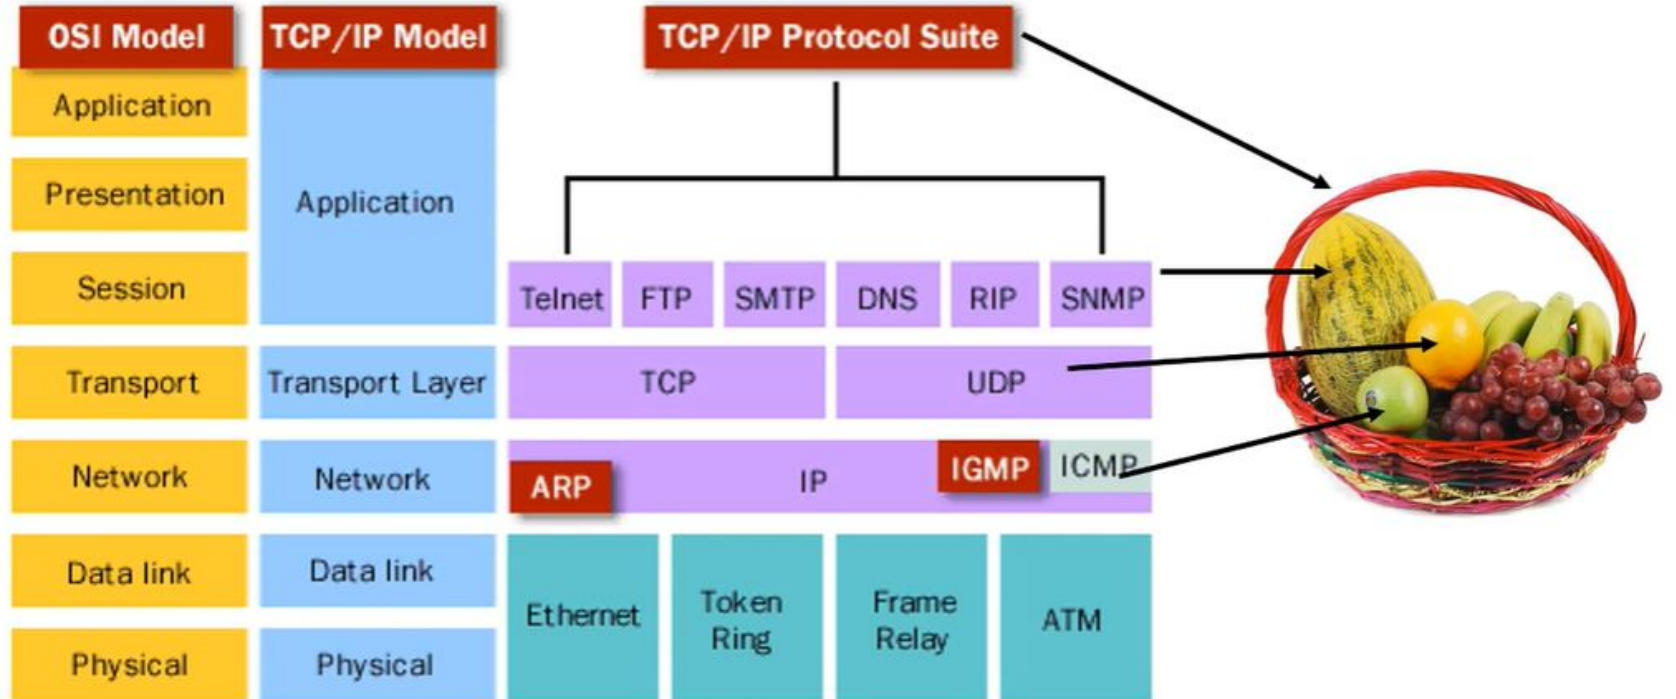 OSI Model
TCP/IP Model
TCP/IP Protocol Suite
Application
Presentation
Session
Transport
Network
Data link
Physical
Application
Transport Layer
Network
Data link
Physical
Telnet
FTP
SMTP
DNS
RIP
SNMP
TCP
UDP
ARP
IP
IGMP
ICMP
Ethernet
Token
Ring
Frame
Relay
ATM